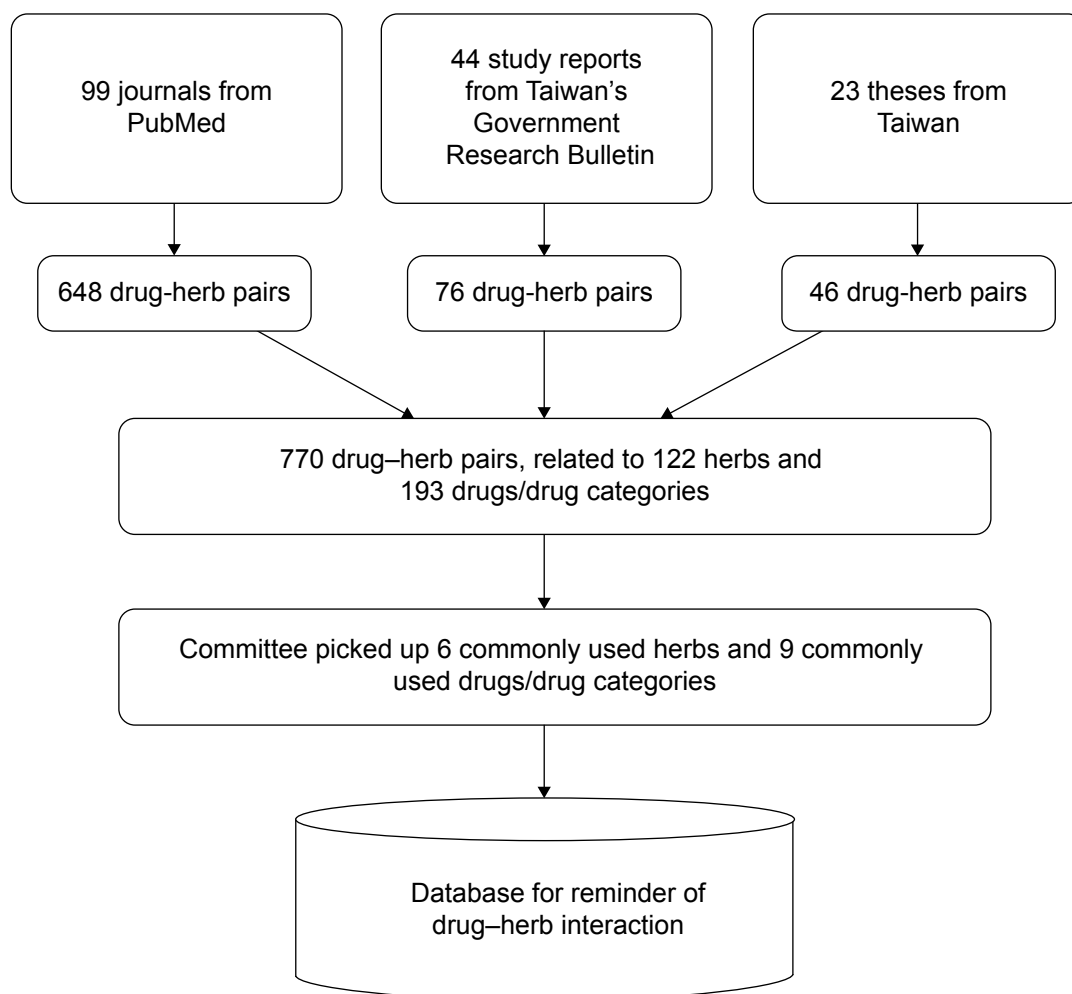 99 journals from
PubMed
44 study reports
from Taiwan’s
Government
Research Bulletin
23 theses from
Taiwan
648 drug-herb pairs
76 drug-herb pairs
46 drug-herb pairs
770 drug–herb pairs, related to 122 herbs and
193 drugs/drug categories
Committee picked up 6 commonly used herbs and 9 commonly
used drugs/drug categories
Database for reminder of
drug–herb interaction